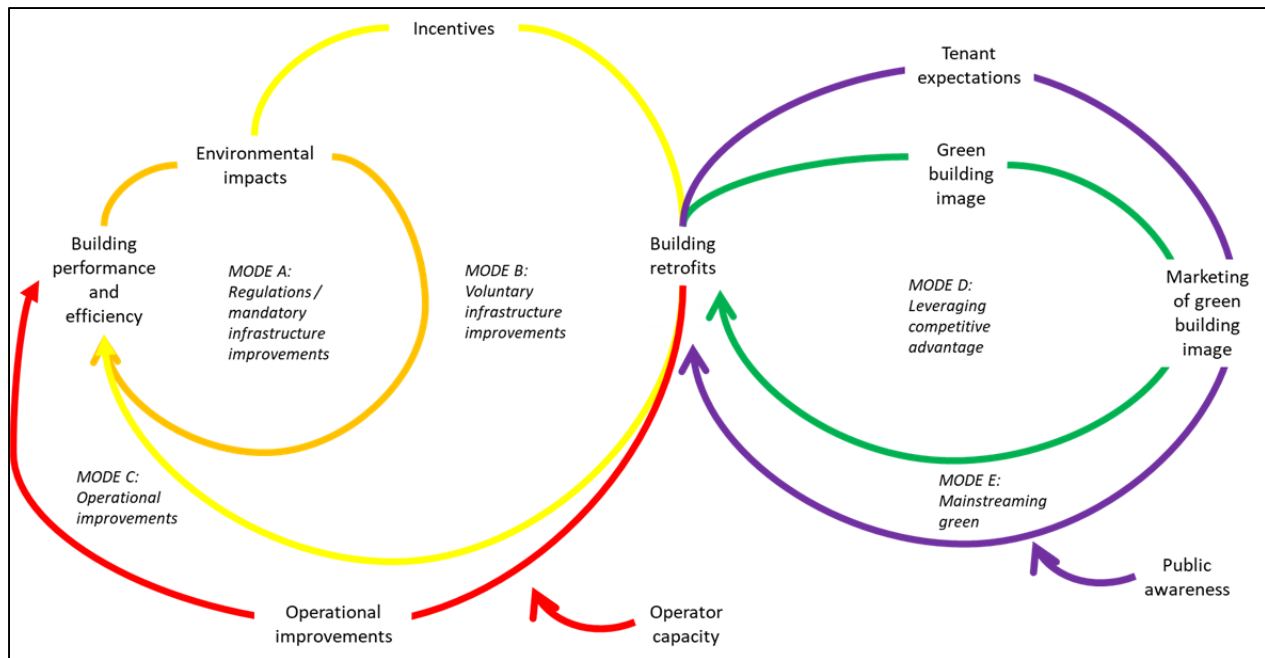 Incentives
Tenant
expectations
Environmental
impacts
Green
building
image
Building
performance
and
efficiency
MODE A:
Regulations /
mandatory
infrastructure
improvements
MODE B:
Voluntary
infrastructure
improvements
Building
retrofits
MODE D:
Leveraging
competitive
advantage
Marketing
of green
building
image
MODE C:
Operational
improvements
MODE E:
Mainstreaming
green
Operational
improvements
Operator
capacity
Public
awareness